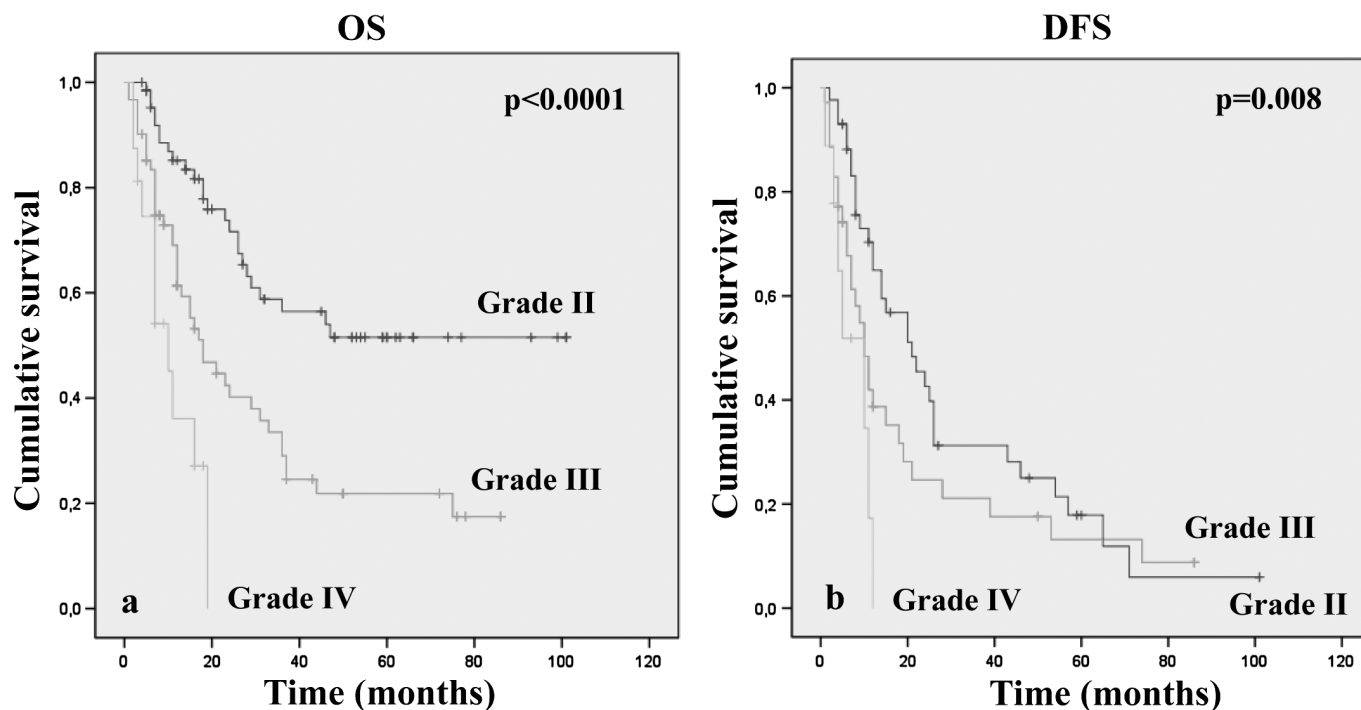 OS
p<0.0001
1,0
0,8
0,6
0,4
0,2
0,0
Cumulative survival
Grade II
Grade III
Grade IV
a
0 20 40 60 80 100 120
Time (months)
DFS
p=0.008
1,0
0,8
0,6
0,4
0,2
0,0
Cumulative survival
Grade III
Grade IV
Grade II
b
0 20 40 60 80 100 120
Time (months)